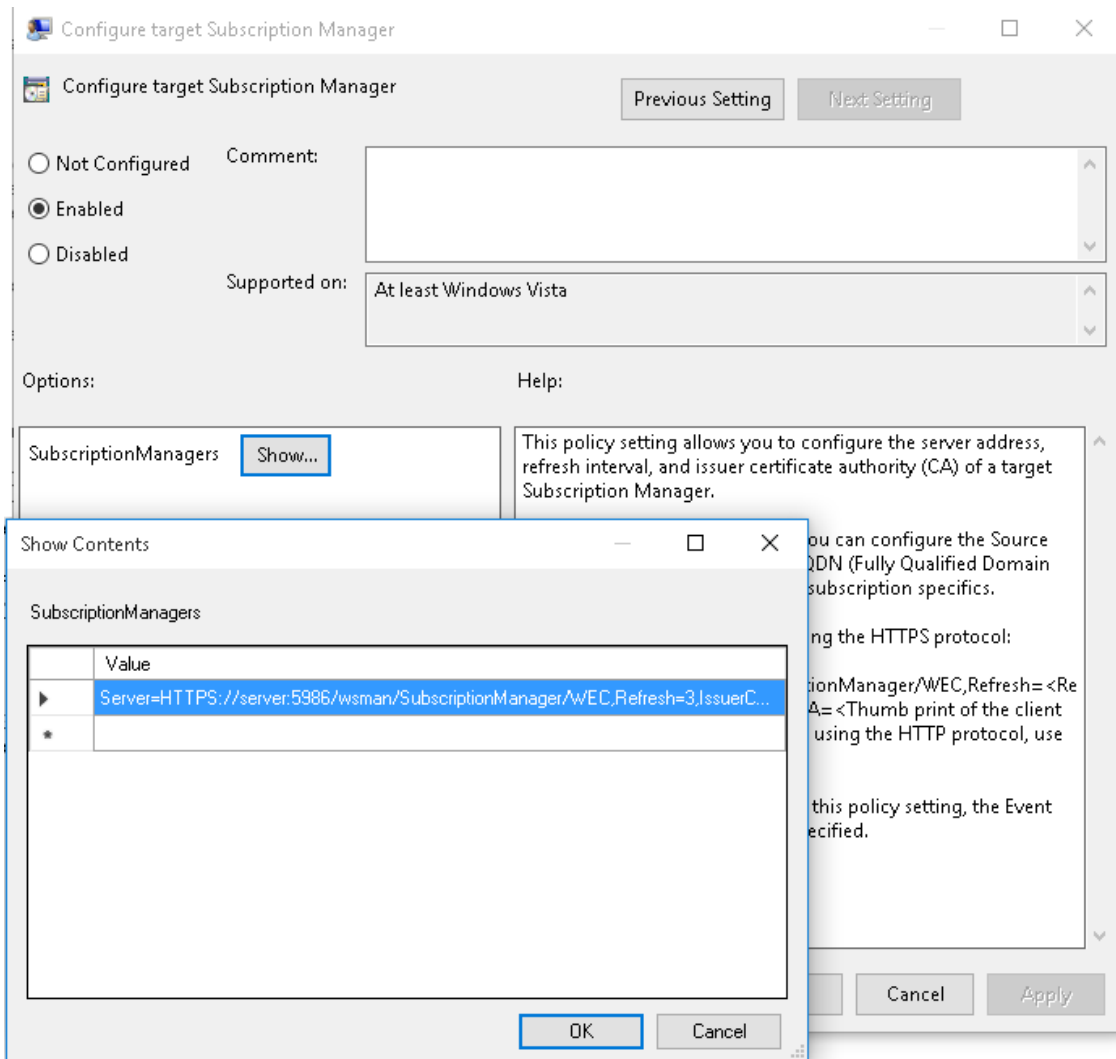 Configure target Subscription Manager
Configure target Subscription Manager
Previous Setting
Next Setting
Not Configured
Comment:
Enabled
Disabled
Supported on:
At least Windows Vista
Options:
Help:
SubscriptionManagers
Show...
This policy setting allows you to configure the server address,
refresh interval, and issuer certificate authority (CA) of a target
Subscription Manager.
ou can configure the Source
QDN (Fully Qualified Domain
subscription specifics.
ng the HTTPS protocol:
tionManager/WEC,Refresh=<Re
A=<Thumb print of the client
using the HTTP protocol, use
this policy setting, the Event
ecified.
Show Contents
SubscriptionManagers
Value
Server=HTTPS://server:5986/wsman/SubscriptionManager/WEC,Refresh=3,IssuerC...
OK
Cancel
Cancel
Apply